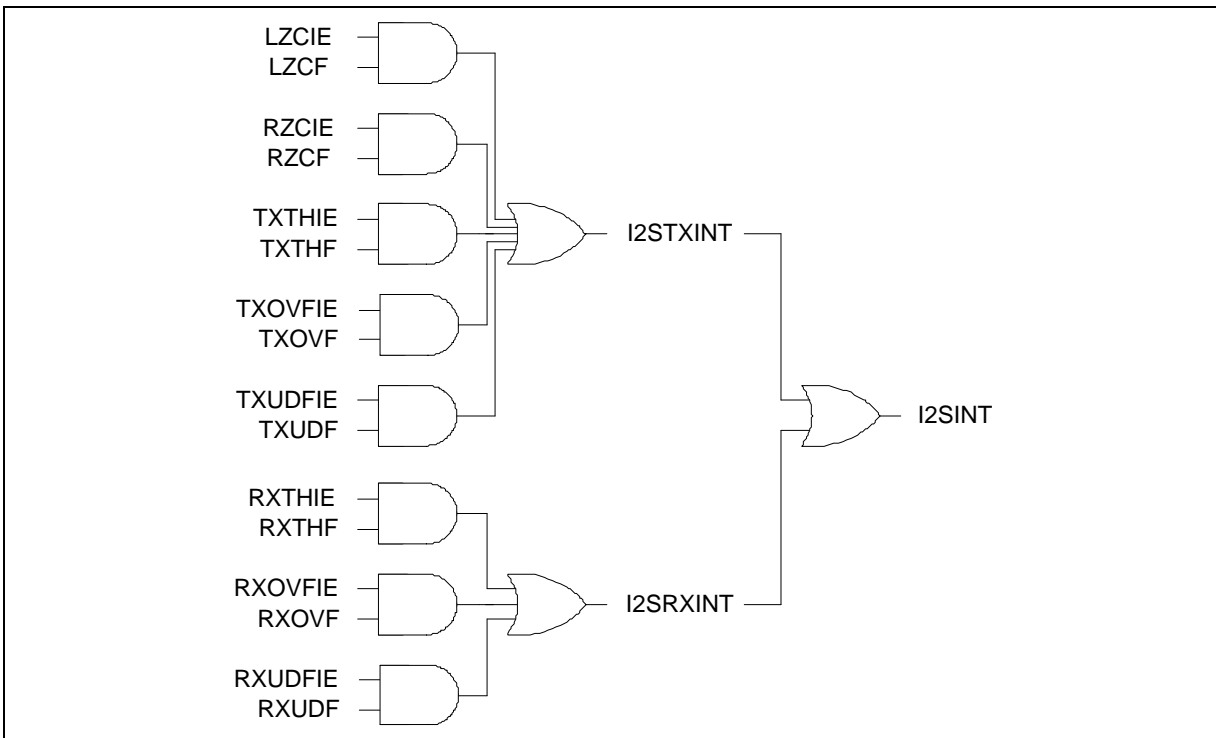 LZCIE
LZCF
RZCIE
RZCF
TXTHIE
TXTHF
I2STXINT
TXOVFIE
TXOVF
TXUDFIE
TXUDF
I2SINT
RXTHIE
RXTHF
RXOVFIE
RXOVF
I2SRXINT
RXUDFIE
RXUDF